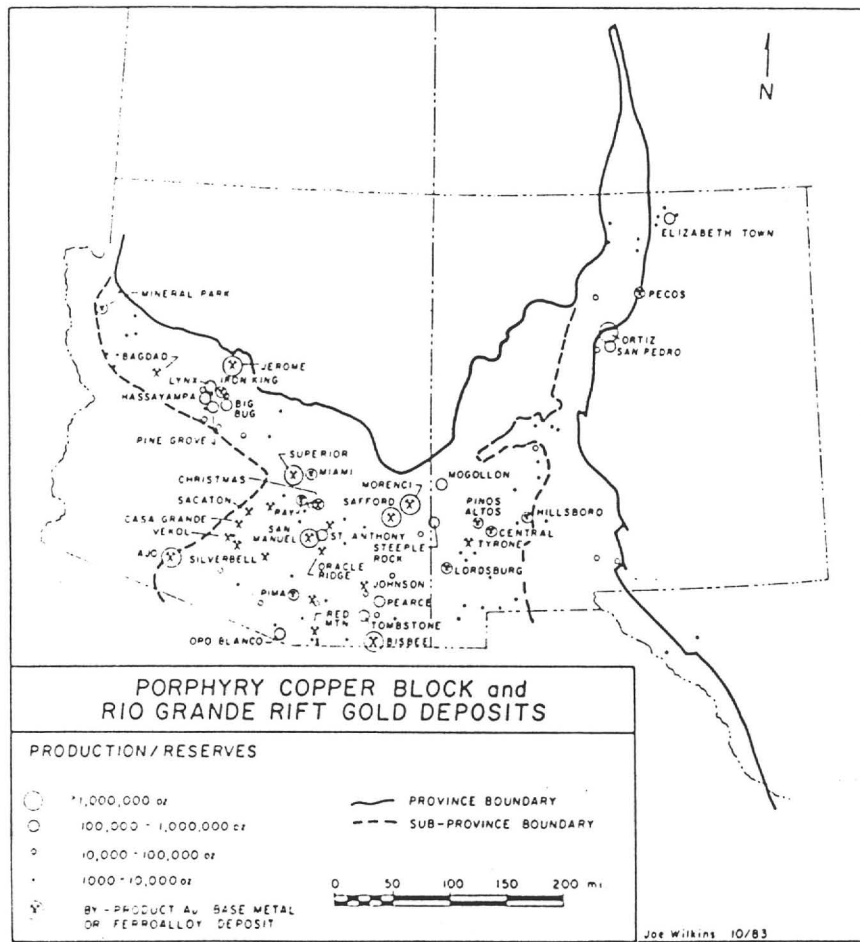 N
ELIZABETH TOWN
MINERAL PARK
PECOS
ORTIZ
SAN PEDRO
BAGDAD
JEROME
LYNX
IRON KING
HASSAYAMPA
BIG
BUG
PINE GROVE
SUPERIOR
MIAMI
CHRISTMAS
MORENCI
MOGOLLON
SACATON
SAFFORD
PINOS
ALTOS
HILLSBORO
CASA GRANDE
RAY
VEKOL
SAN
MANUEL
ST. ANTHONY
CENTRAL
STEEPLE
ROCK
TYRONE
AJO
SILVERBELL
ORACLE
RIDGE
LORDSBURG
JOHNSON
PIMA
PEARCE
RED
MTN.
TOMBSTONE
OPO BLANCO
BISBEE
PORPHYRY COPPER BLOCK and
RIO GRANDE RIFT GOLD DEPOSITS
PRODUCTION/RESERVES
1,000,000 oz
PROVINCE BOUNDARY
100,000 - 1,000,000 oz
SUB-PROVINCE BOUNDARY
10,000-100,000 oz
1000-10,000 oz
0 50 100 150 200 mi
BY-PRODUCT Au BASE METAL
OR FERROALLOY DEPOSIT
Joe Wilkins 10/83